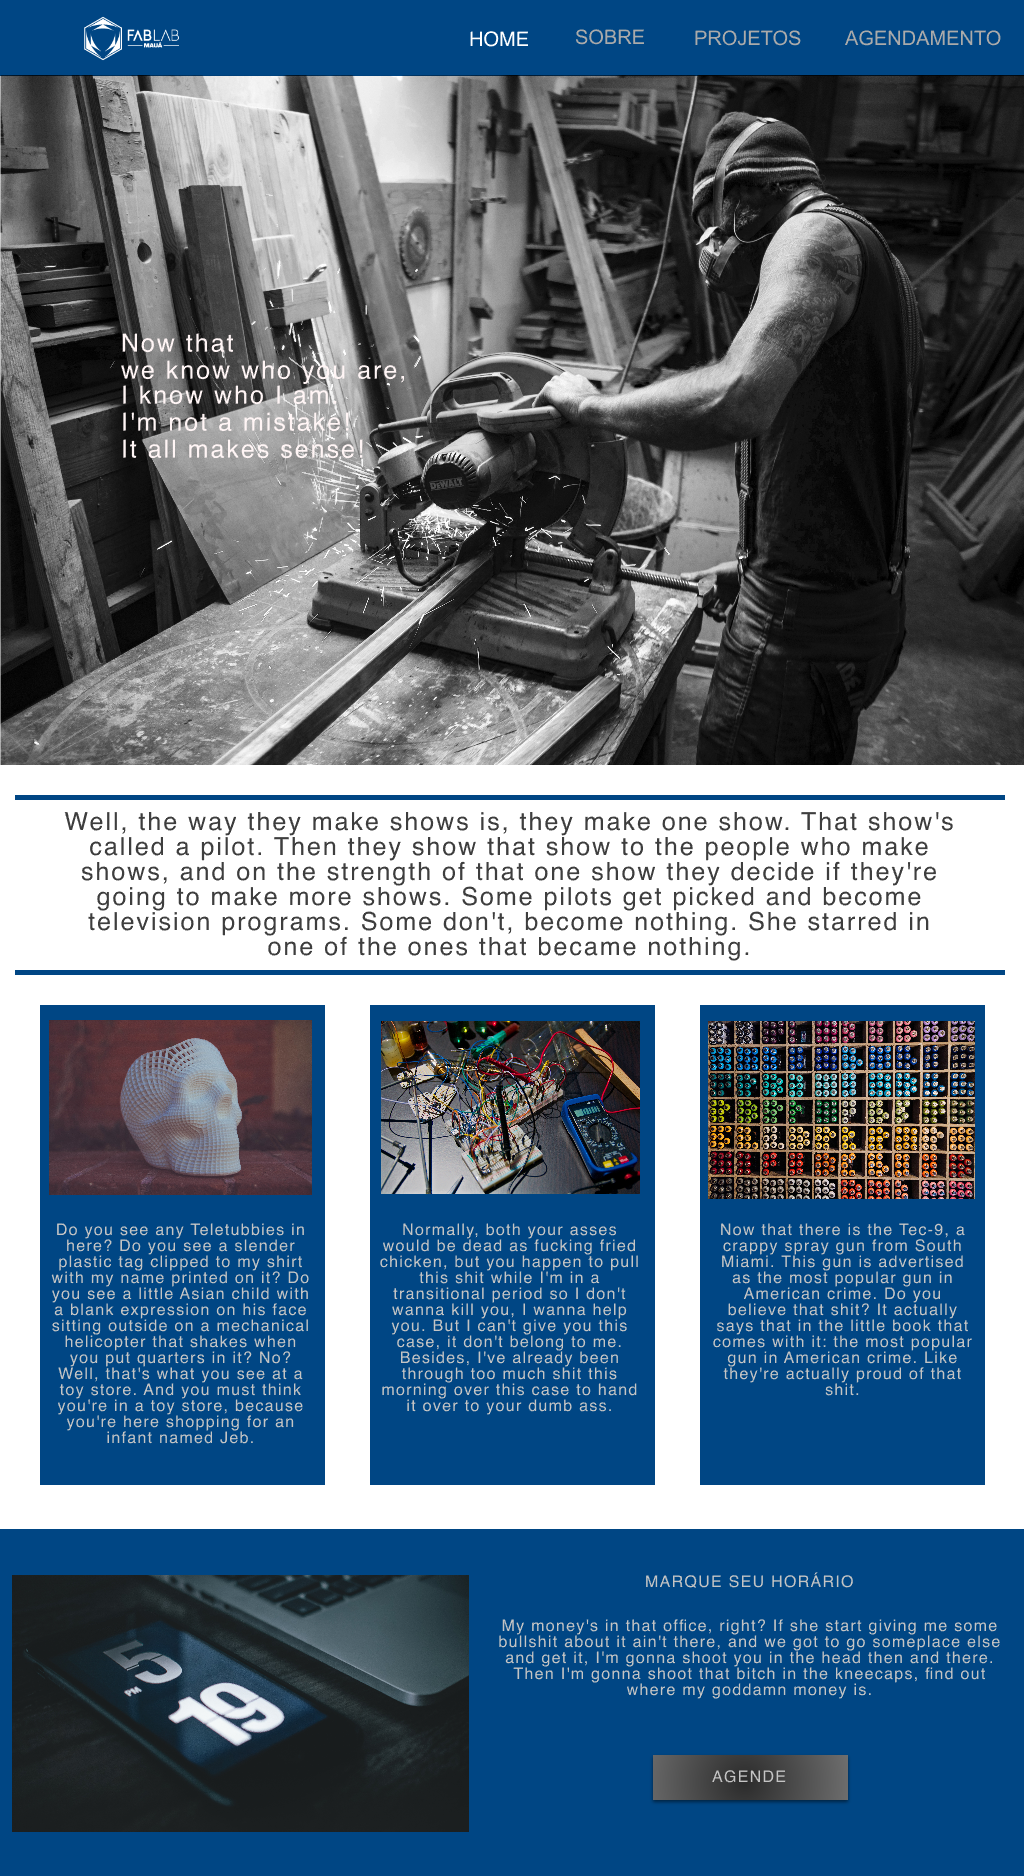 FABLAB
MAUÁ
HOME
SOBRE
PROJETOS
AGENDAMENTO
Now that
we know who you are,
I know who I am.
I'm not a mistake!
It all makes sense!
DEWALT
Well, the way they make shows is, they make one show. That show's
called a pilot. Then they show that show to the people who make
shows, and on the strength of that one show they decide if they're
going to make more shows. Some pilots get picked and become
television programs. Some don't, become nothing. She starred in
one of the ones that became nothing.
Do you see any Teletubbies in
here? Do you see a slender
plastic tag clipped to my shirt
with my name printed on it? Do
you see a little Asian child with
a blank expression on his face
sitting outside on a mechanical
helicopter that shakes when
you put quarters in it? No?
Well, that's what you see at a
toy store. And you must think
you're in a toy store, because
you're here shopping for an
infant named Jeb.
Normally, both your asses
would be dead as fucking fried
chicken, but you happen to pull
this shit while I'm in a
transitional period so I don't
wanna kill you, I wanna help
you. But I can't give you this
case, it don't belong to me.
Besides, I've already been
through too much shit this
morning over this case to hand
it over to your dumb ass.
Now that there is the Tec-9, a
crappy spray gun from South
Miami. This gun is advertised
as the most popular gun in
American crime. Do you
believe that shit? It actually
says that in the little book that
comes with it: the most popular
gun in American crime. Like
they're actually proud of that
shit.
5
PM
19
MARQUE SEU HORÁRIO
My money's in that office, right? If she start giving me some
bullshit about it ain't there, and we got to go someplace else
and get it, I'm gonna shoot you in the head then and there.
Then I'm gonna shoot that bitch in the kneecaps, find out
where my goddamn money is.
AGENDE